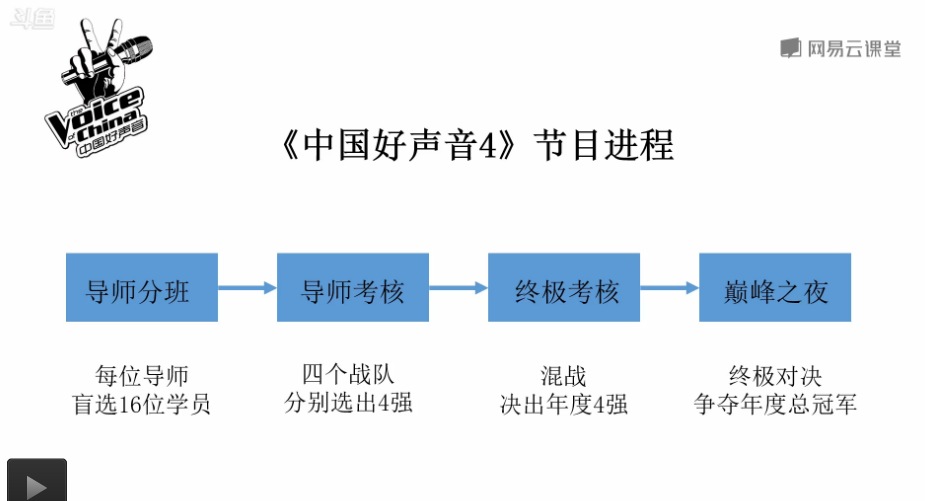 斗鱼
the
Voice
of China
中国好声音
网易云课堂
《中国好声音4》节目进程
导师分班
导师考核
终极考核
巅峰之夜
每位导师
盲选16位学员
四个战队
分别选出4强
混战
决出年度4强
终极对决
争夺年度总冠军